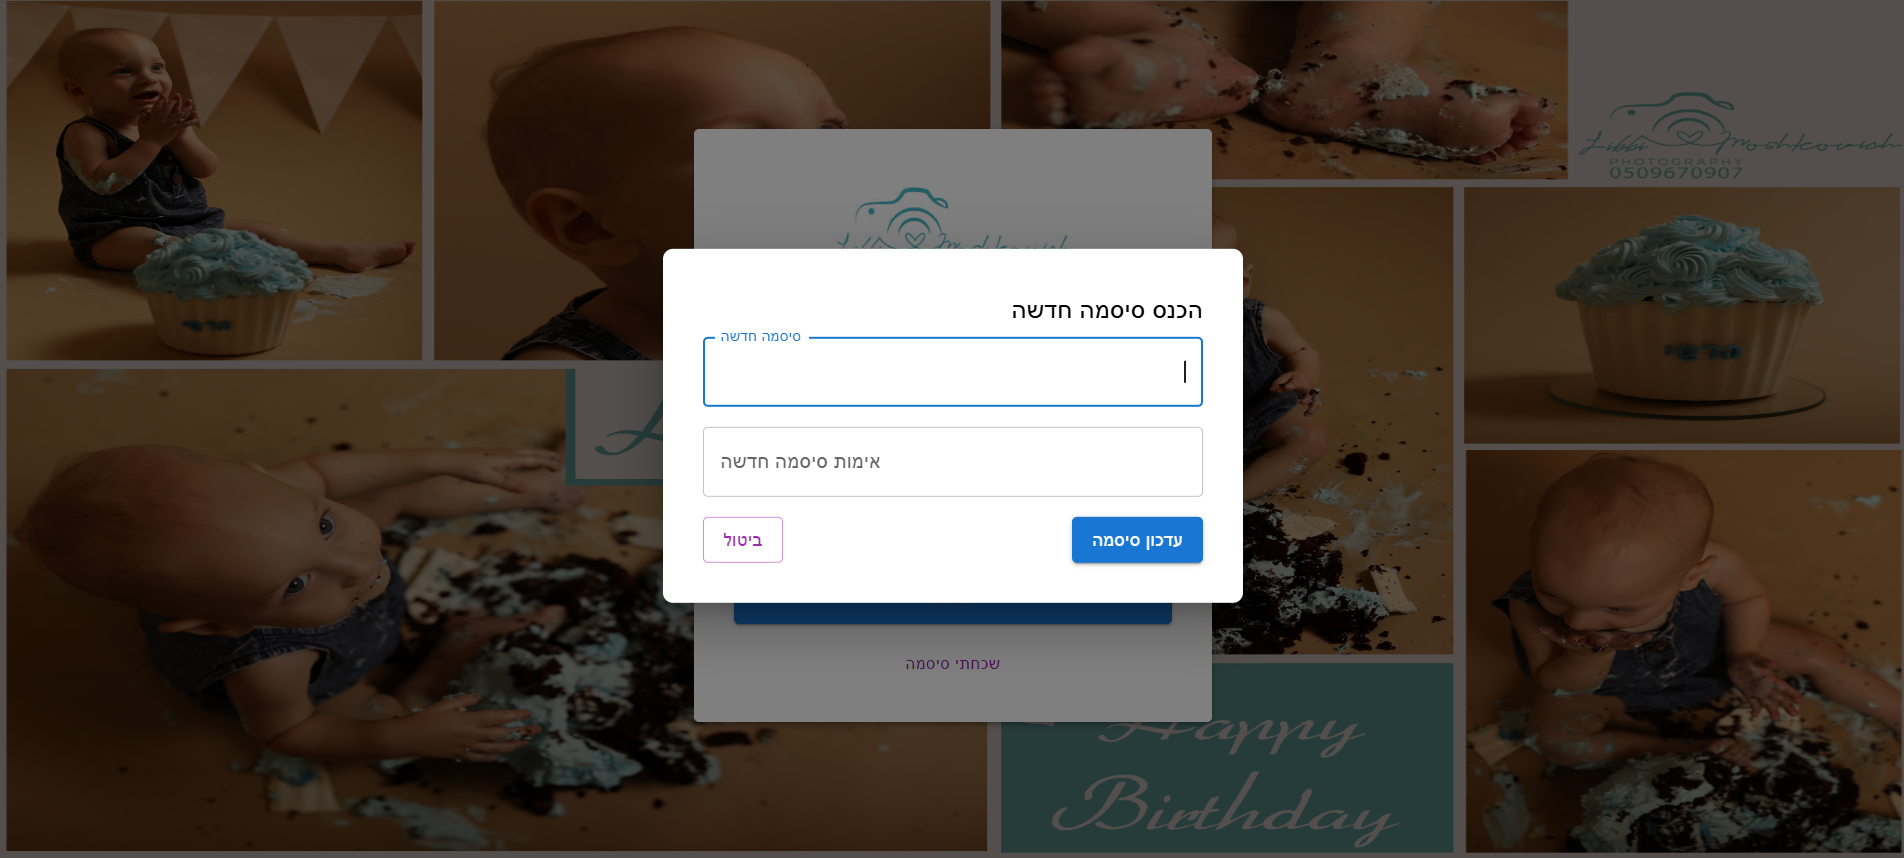 Libbi Moshkovich
PHOTOGRAPHY
0509670907
הכנס סיסמה חדשה
סיסמה חדשה
אימות סיסמה חדשה
עדכון סיסמה
ביטול
שכחתי סיסמה
Happy
Birthday